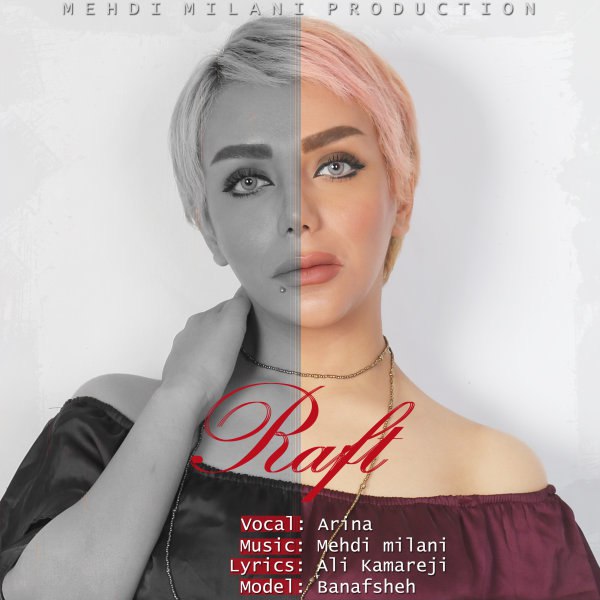 MEHDI MILANI PRODUCTION
Raft
Vocal: Arina
Music: Mehdi milani
Lyrics: Ali Kamareji
Model: Banafsheh